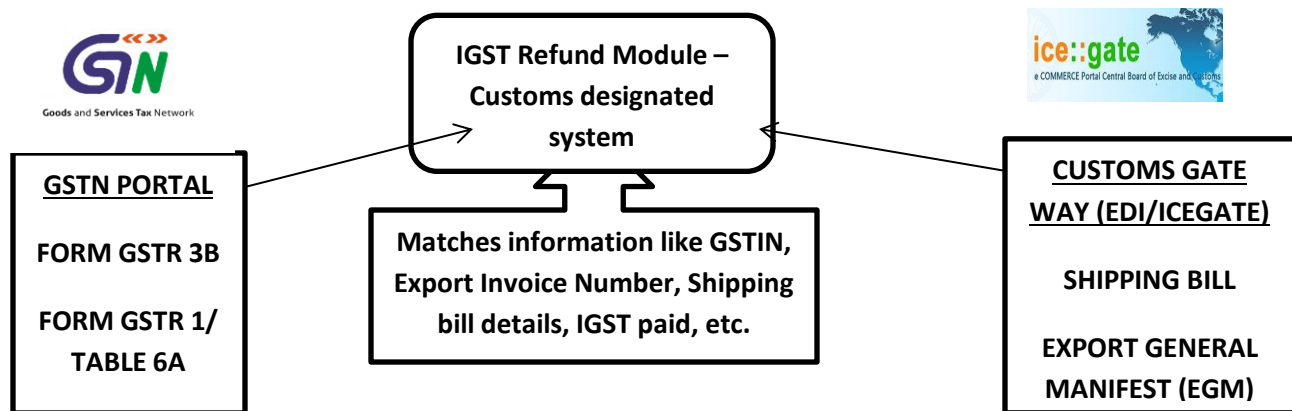 GSTN
Goods and Services Tax Network
GSTN PORTAL
FORM GSTR 3B
FORM GSTR 1/
TABLE 6A
IGST Refund Module –
Customs designated
system
Matches information like GSTIN,
Export Invoice Number, Shipping
bill details, IGST paid, etc.
ice::gate
e COMMERCE Portal Central Board of Excise and Customs
CUSTOMS GATE
WAY (EDI/ICEGATE)
SHIPPING BILL
EXPORT GENERAL
MANIFEST (EGM)